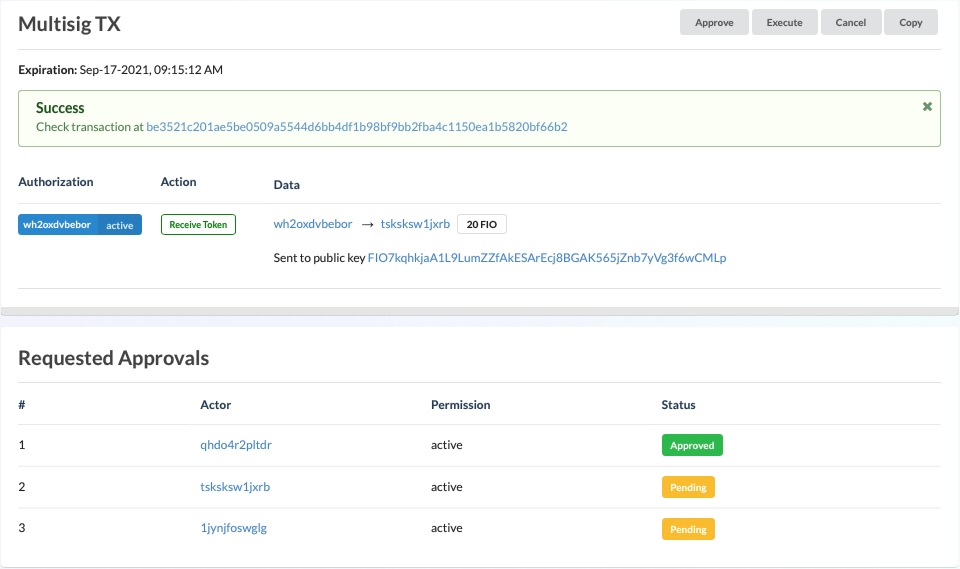 Multisig TX
Approve Execute Cancel Copy
Expiration: Sep-17-2021, 09:15:12 AM
Success
Check transaction at be3521c201ae5be0509a5544d6bb4df1b98bf9bb2fba4c1150ea1b5820bf66b2
Authorization Action Data
wh2oxdvbebor active Receive Token wh2oxdvbebor → tsksksw1jxrb 20 FIO
Sent to public key FIO7kqhkjaA1L9LumZZfAkESArEcj8BGAK565jZnb7yVg3f6wCMLp
Requested Approvals
# Actor Permission Status
1 qhdo4r2pltdr active Approved
2 tsksksw1jxrb active Pending
3 1jynjfoswglg active Pending